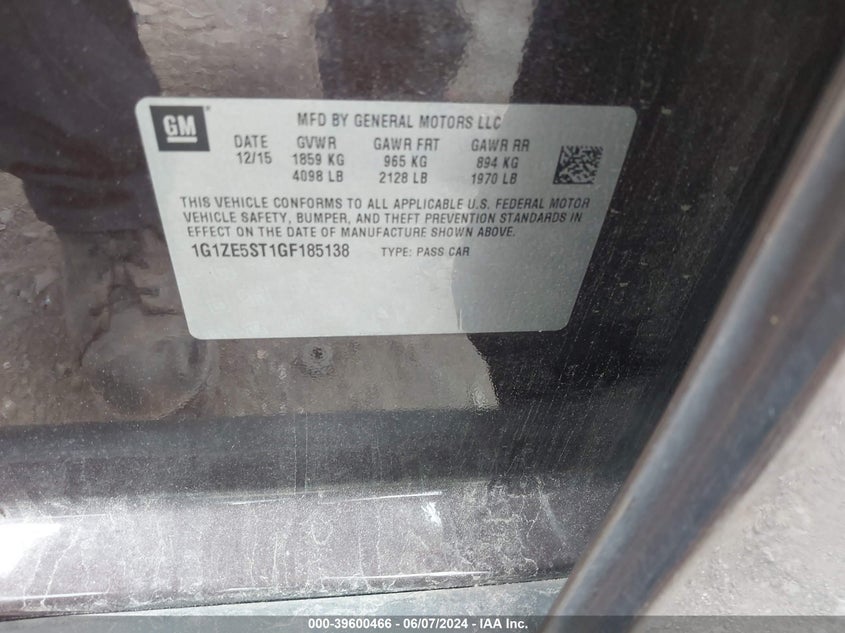 GM
MFD BY GENERAL MOTORS LLC
DATE GVWR GAWR FRT GAWR RR
12/15 1859 KG 965 KG 894 KG
4098 LB 2128 LB 1970 LB
THIS VEHICLE CONFORMS TO ALL APPLICABLE U.S. FEDERAL MOTOR
VEHICLE SAFETY, BUMPER, AND THEFT PREVENTION STANDARDS IN
EFFECT ON THE DATE OF MANUFACTURE SHOWN ABOVE.
1G1ZE5ST1GF185138 TYPE: PASS CAR
000-39600466 - 06/07/2024 - © Copyright 2024, IAA, Inc.